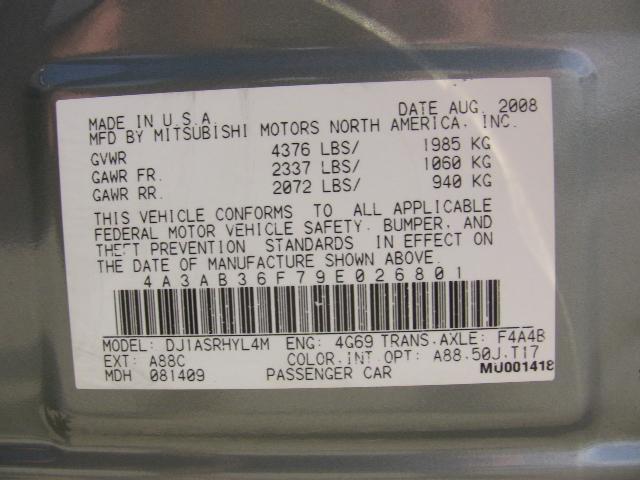 MADE IN U.S.A. DATE AUG. 2008
MFD BY MITSUBISHI MOTORS NORTH AMERICA, INC.
GVWR 4376 LBS/ 1985 KG
GAWR FR. 2337 LBS/ 1060 KG
GAWR RR. 2072 LBS/ 940 KG
THIS VEHICLE CONFORMS TO ALL APPLICABLE
FEDERAL MOTOR VEHICLE SAFETY. BUMPER, AND
THEFT PREVENTION STANDARDS IN EFFECT ON
THE DATE OF MANUFACTURE SHOWN ABOVE.
4A3AB36F79E026801
MODEL: DJ1ASRHYL4M ENG: 4G69 TRANS.AXLE: F4A4B
EXT: A88C COLOR.INT.OPT: A88.50J.T17
MDH 081409 PASSENGER CAR MU001418